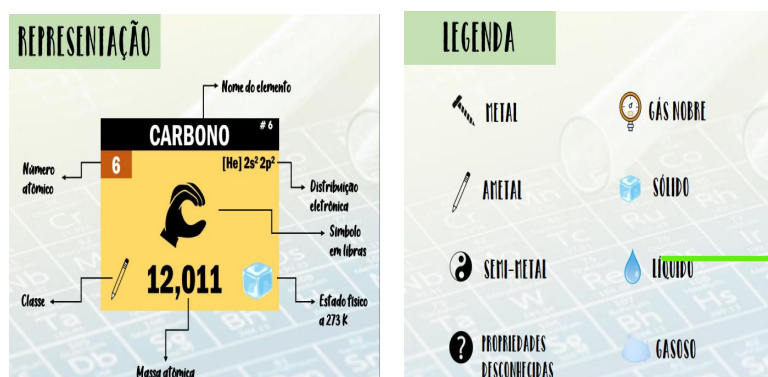 REPRESENTAÇÃO
Nome do elemento
CARBONO #6
6
[He] 2s² 2p²
Número
atômico
Distribuição
eletrônica
Símbolo
em libras
12,011
Classe
Estado físico
a 273 K
Massa atômica
LEGENDA
METAL
GÁS NOBRE
AMETAL
SÓLIDO
SEMI-METAL
LÍQUIDO
?
PROPRIEDADES
DESCONHECIDAS
GASOSO